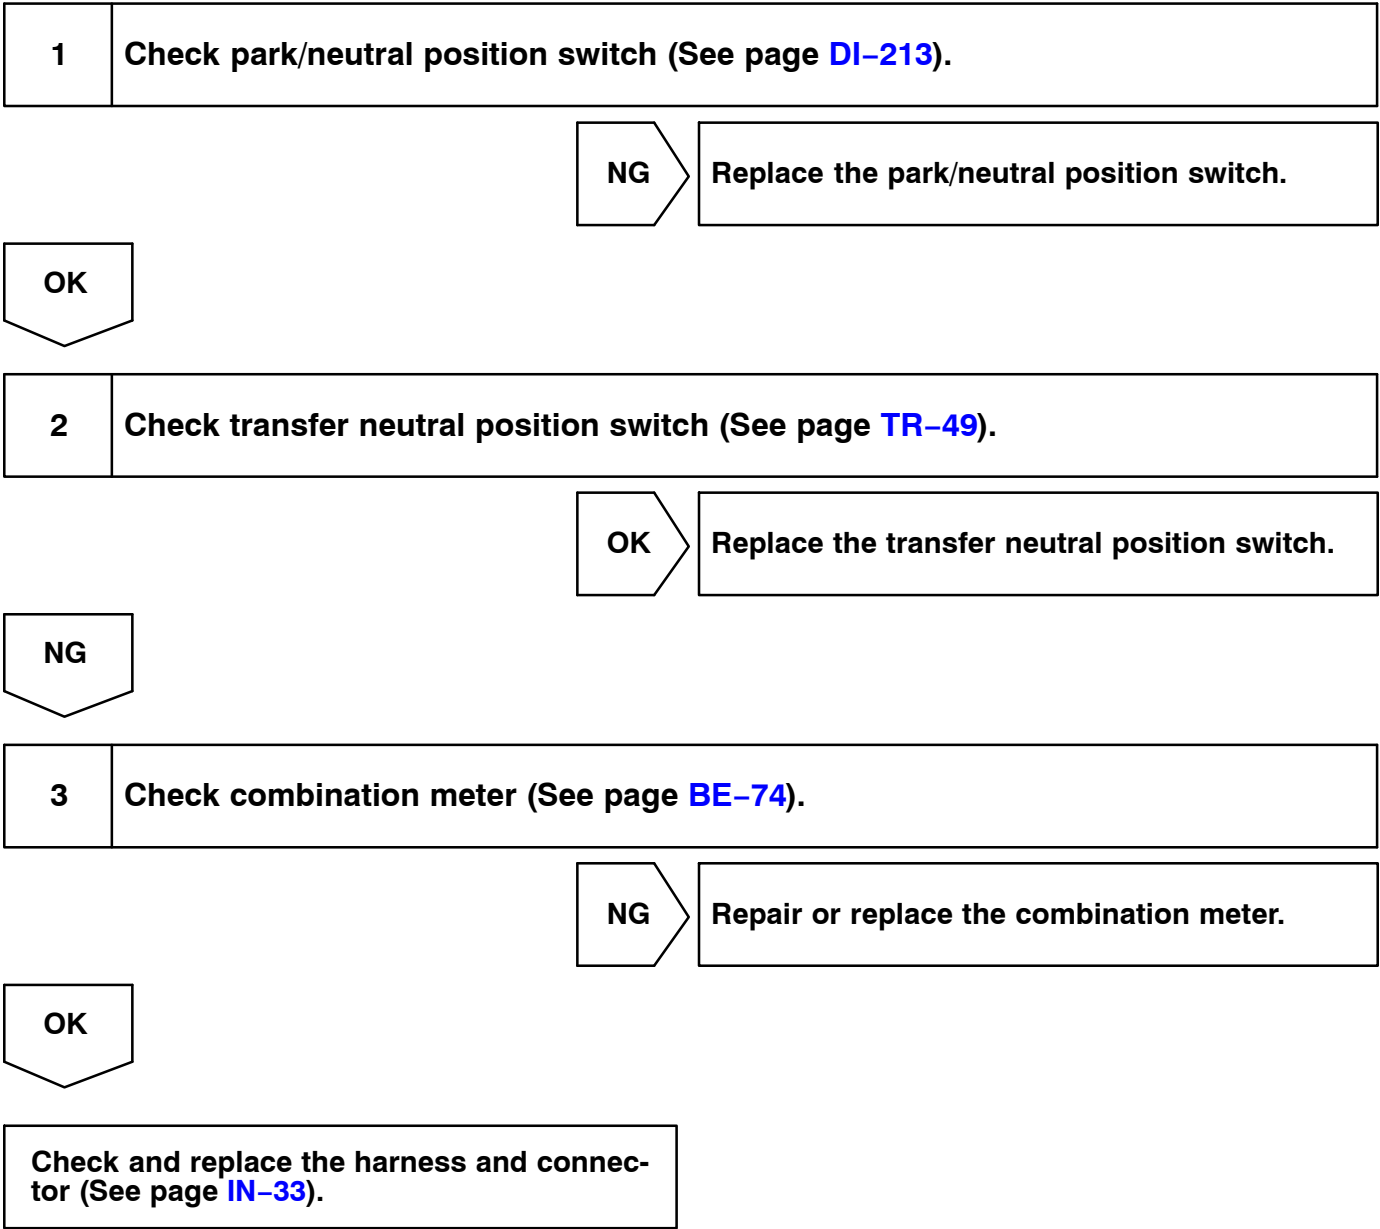 1 Check park/neutral position switch (See page DI−213).
NG Replace the park/neutral position switch.
OK
2 Check transfer neutral position switch (See page TR−49).
OK Replace the transfer neutral position switch.
NG
3 Check combination meter (See page BE−74).
NG Repair or replace the combination meter.
OK
Check and replace the harness and connec-
tor (See page IN−33).